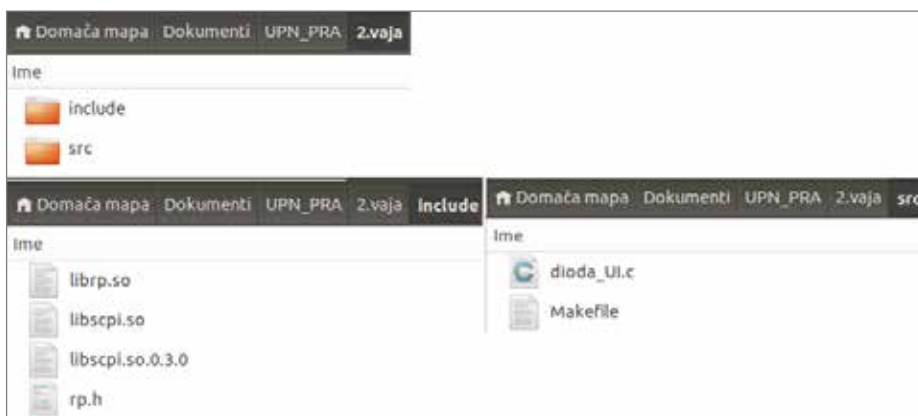 Domača mapa Dokumenti UPN_PRA 2.vaja
Ime
include
src
Domača mapa Dokumenti UPN_PRA 2.vaja include
Ime
librp.so
libscpi.so
libscpi.so.0.3.0
rp.h
Domača mapa Dokumenti UPN_PRA 2.vaja src
Ime
dioda_UI.c
Makefile